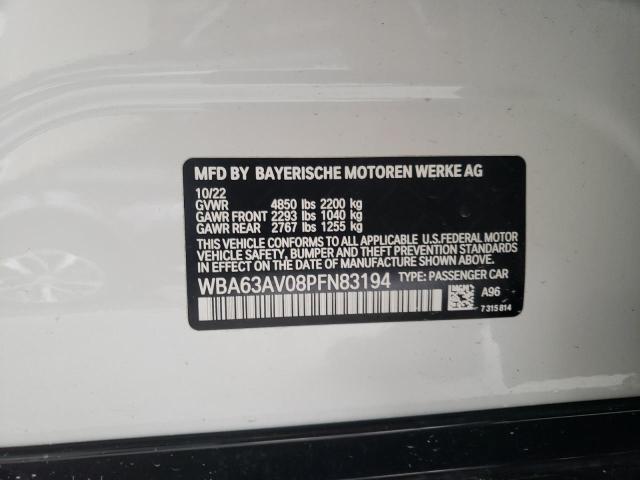 MFD BY BAYERISCHE MOTOREN WERKE AG
10/22
GVWR 4850 lbs 2200 kg
GAWR FRONT 2293 lbs 1040 kg
GAWR REAR 2767 lbs 1255 kg
THIS VEHICLE CONFORMS TO ALL APPLICABLE U.S.FEDERAL MOTOR
VEHICLE SAFETY, BUMPER AND THEFT PREVENTION STANDARDS
IN EFFECT ON THE DATE OF MANUFACTURE SHOWN ABOVE.
WBA63AV08PFN83194 TYPE: PASSENGER CAR
A96
7 315 814